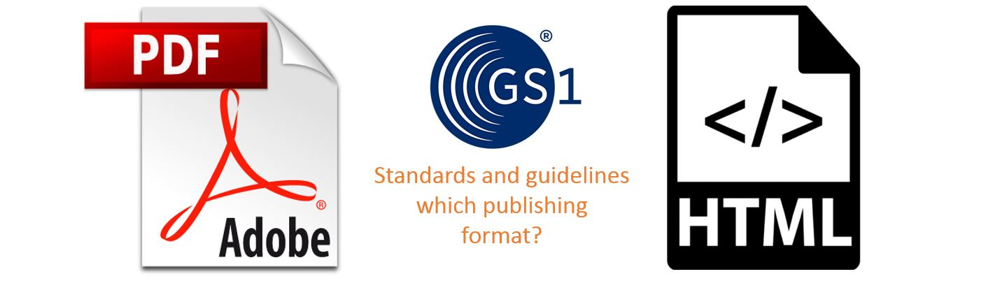 PDF
Adobe®
GS1®
Standards and guidelines
which publishing
format?
</>
HTML